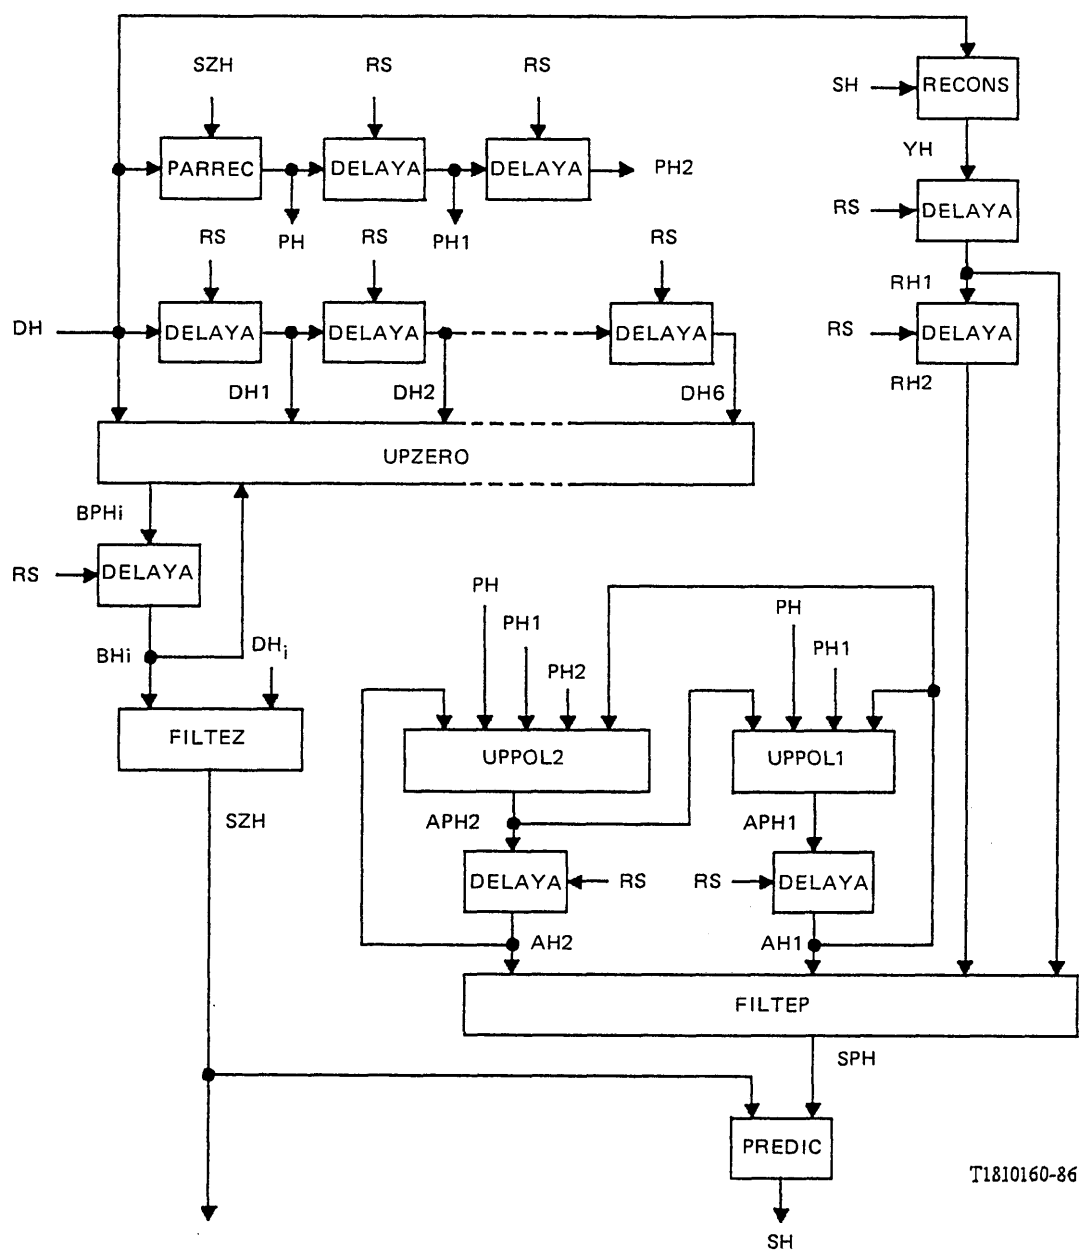 SZH RS RS
SH RECONS
YH
PARREC DELAYA DELAYA PH2
RS DELAYA
PH PH1
RS RS RS
RH1
DH DELAYA DELAYA DELAYA
RS DELAYA
DH1 DH2 DH6
RH2
UPZERO
BPHi
RS DELAYA
PH PH
PH1 PH1
BHi DHi
PH2
FILTEZ
UPPOL2 UPPOL1
SZH
APH2 APH1
DELAYA RS RS DELAYA
AH2 AH1
FILTEP
SPH
PREDIC
T1810160-86
SH